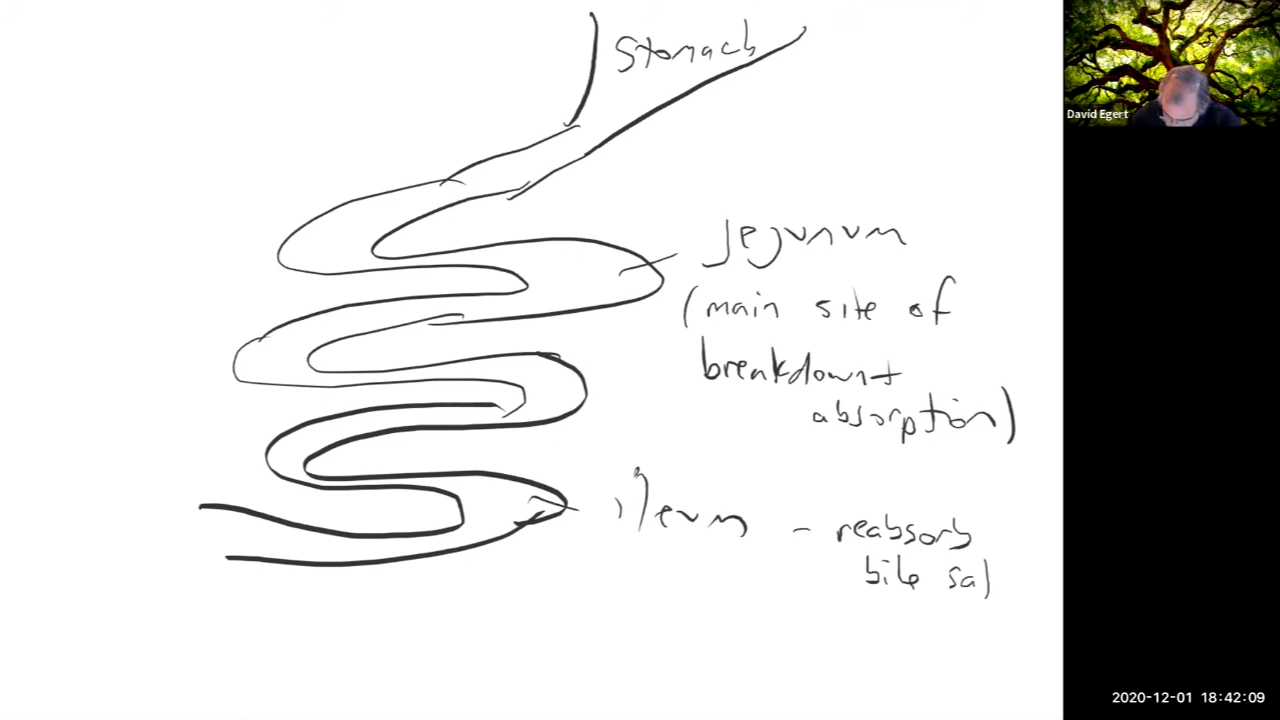 Stomach
David Egert
Jejunum
(main site of
breakdown +
absorption)
ileum - reabsorb
bile sal
2020-12-01 18:42:09